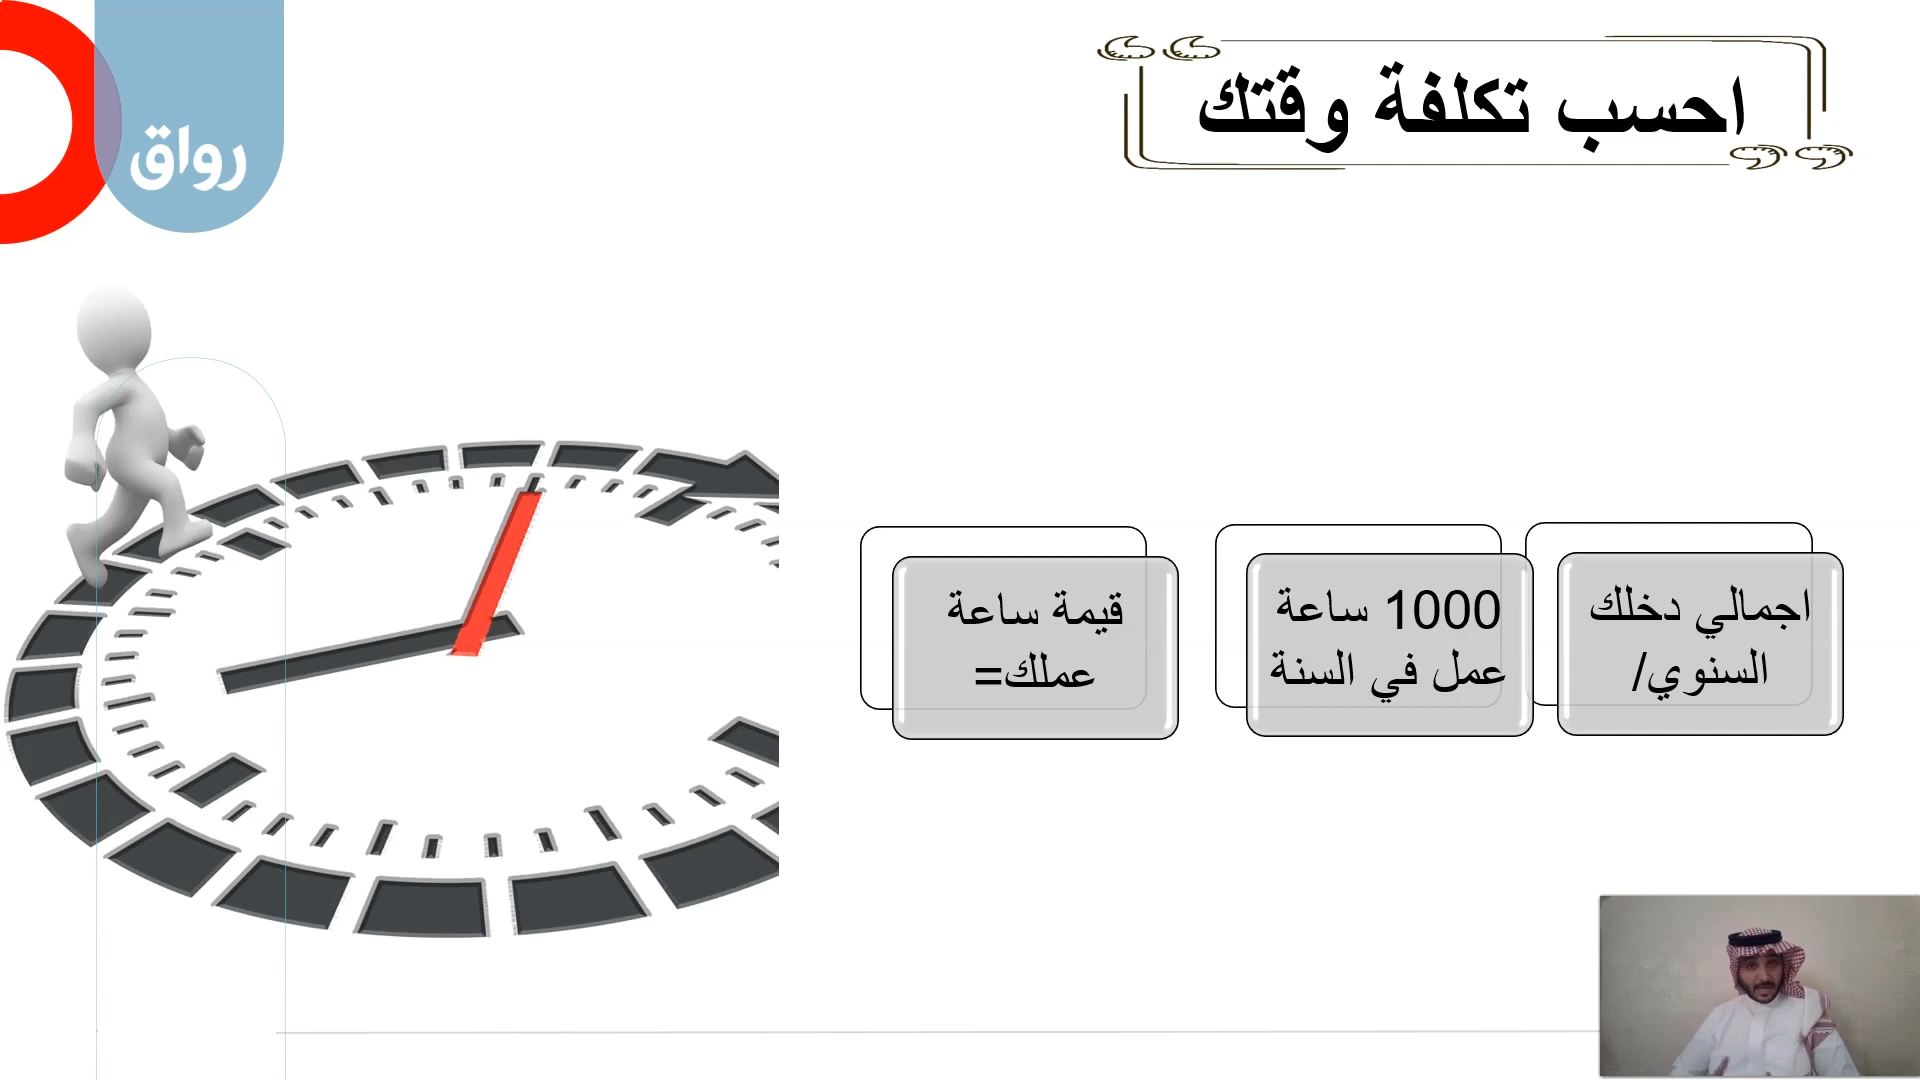 احسب تكلفة وقتك
رواق
اجمالي دخلك
السنوي/
1000 ساعة
عمل في السنة
قيمة ساعة
عملك=